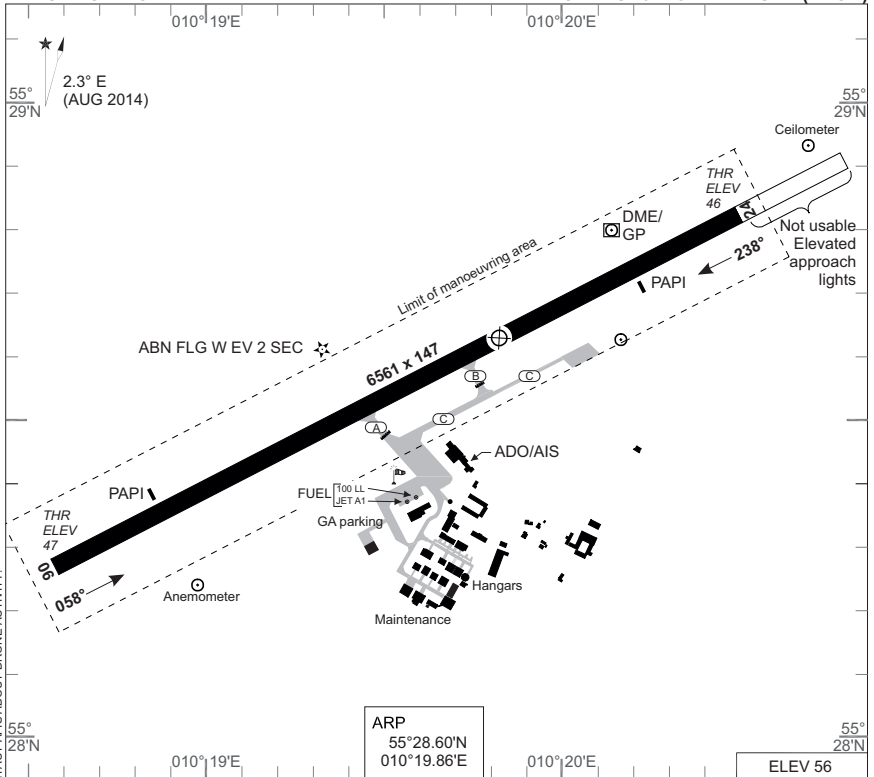 010° 19'E
010° 20'E
2.3° E
(AUG 2014)
55°
29'N
55°
29'N
Ceilometer
THR
ELEV
46
24
DME/
GP
Not usable
Elevated
approach
lights
238°
PAPI
Limit of manoeuvring area
ABN FLG W EV 2 SEC
6561 x 147
B
C
A
C
ADO/AIS
PAPI
FUEL
100 LL
JET A1
GA parking
THR
ELEV
47
06
058°
Anemometer
Hangars
Maintenance
55°
28'N
010° 19'E
ARP
55°28.60'N
010°19.86'E
010° 20'E
55°
28'N
ELEV 56